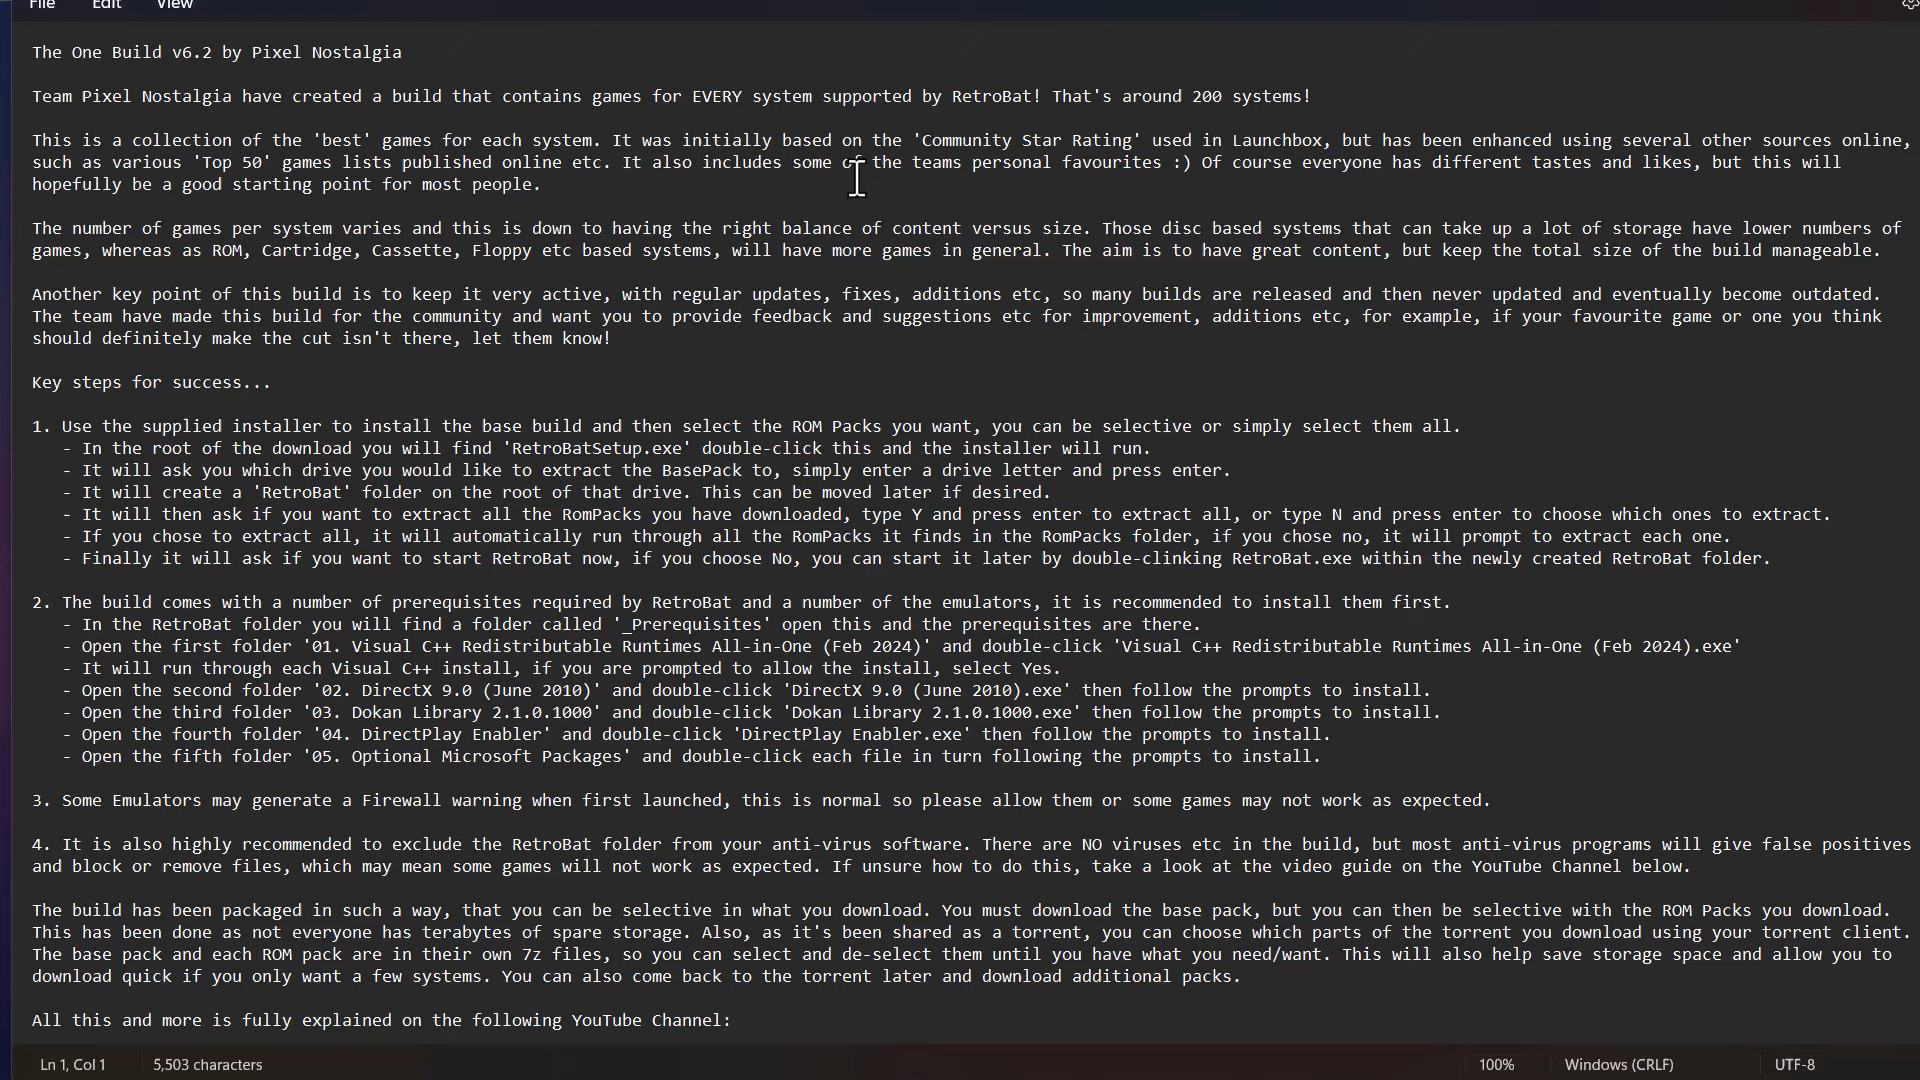 File Edit View
The One Build v6.2 by Pixel Nostalgia
Team Pixel Nostalgia have created a build that contains games for EVERY system supported by RetroBat! That's around 200 systems!
This is a collection of the 'best' games for each system. It was initially based on the 'Community Star Rating' used in Launchbox, but has been enhanced using several other sources online,
such as various 'Top 50' games lists published online etc. It also includes some of the teams personal favourites :) Of course everyone has different tastes and likes, but this will
hopefully be a good starting point for most people.
The number of games per system varies and this is down to having the right balance of content versus size. Those disc based systems that can take up a lot of storage have lower numbers of
games, whereas as ROM, Cartridge, Cassette, Floppy etc based systems, will have more games in general. The aim is to have great content, but keep the total size of the build manageable.
Another key point of this build is to keep it very active, with regular updates, fixes, additions etc, so many builds are released and then never updated and eventually become outdated.
The team have made this build for the community and want you to provide feedback and suggestions etc for improvement, additions etc, for example, if your favourite game or one you think
should definitely make the cut isn't there, let them know!
Key steps for success...
1. Use the supplied installer to install the base build and then select the ROM Packs you want, you can be selective or simply select them all.
- In the root of the download you will find 'RetroBatSetup.exe' double-click this and the installer will run.
- It will ask you which drive you would like to extract the BasePack to, simply enter a drive letter and press enter.
- It will create a 'RetroBat' folder on the root of that drive. This can be moved later if desired.
- It will then ask if you want to extract all the RomPacks you have downloaded, type Y and press enter to extract all, or type N and press enter to choose which ones to extract.
- If you chose to extract all, it will automatically run through all the RomPacks it finds in the RomPacks folder, if you chose no, it will prompt to extract each one.
- Finally it will ask if you want to start RetroBat now, if you choose No, you can start it later by double-clinking RetroBat.exe within the newly created RetroBat folder.
2. The build comes with a number of prerequisites required by RetroBat and a number of the emulators, it is recommended to install them first.
- In the RetroBat folder you will find a folder called '_Prerequisites' open this and the prerequisites are there.
- Open the first folder '01. Visual C++ Redistributable Runtimes All-in-One (Feb 2024)' and double-click 'Visual C++ Redistributable Runtimes All-in-One (Feb 2024).exe'
- It will run through each Visual C++ install, if you are prompted to allow the install, select Yes.
- Open the second folder '02. DirectX 9.0 (June 2010)' and double-click 'DirectX 9.0 (June 2010).exe' then follow the prompts to install.
- Open the third folder '03. Dokan Library 2.1.0.1000' and double-click 'Dokan Library 2.1.0.1000.exe' then follow the prompts to install.
- Open the fourth folder '04. DirectPlay Enabler' and double-click 'DirectPlay Enabler.exe' then follow the prompts to install.
- Open the fifth folder '05. Optional Microsoft Packages' and double-click each file in turn following the prompts to install.
3. Some Emulators may generate a Firewall warning when first launched, this is normal so please allow them or some games may not work as expected.
4. It is also highly recommended to exclude the RetroBat folder from your anti-virus software. There are NO viruses etc in the build, but most anti-virus programs will give false positives
and block or remove files, which may mean some games will not work as expected. If unsure how to do this, take a look at the video guide on the YouTube Channel below.
The build has been packaged in such a way, that you can be selective in what you download. You must download the base pack, but you can then be selective with the ROM Packs you download.
This has been done as not everyone has terabytes of spare storage. Also, as it's been shared as a torrent, you can choose which parts of the torrent you download using your torrent client.
The base pack and each ROM pack are in their own 7z files, so you can select and de-select them until you have what you need/want. This will also help save storage space and allow you to
download quick if you only want a few systems. You can also come back to the torrent later and download additional packs.
All this and more is fully explained on the following YouTube Channel:
Ln 1, Col 1 5,503 characters 100% Windows (CRLF) UTF-8